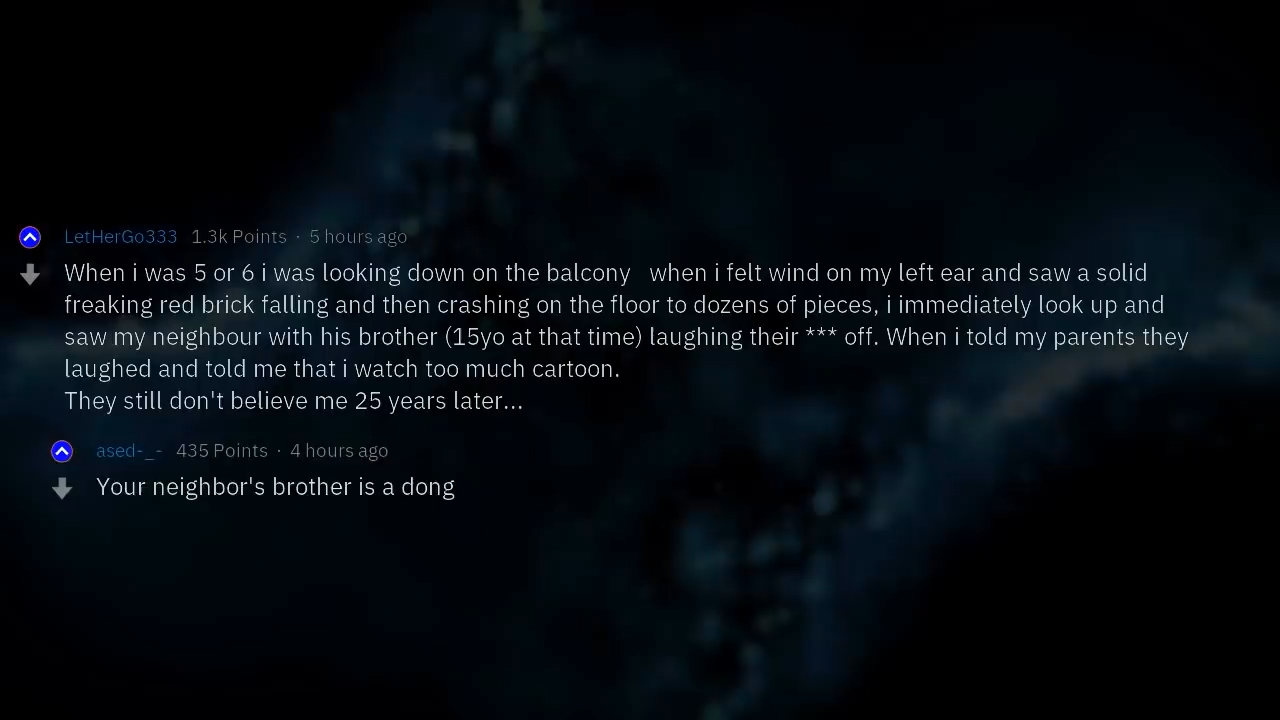 LetHerGo333 1.3k Points · 5 hours ago
When i was 5 or 6 i was looking down on the balcony   when i felt wind on my left ear and saw a solid
freaking red brick falling and then crashing on the floor to dozens of pieces, i immediately look up and
saw my neighbour with his brother (15yo at that time) laughing their *** off. When i told my parents they
laughed and told me that i watch too much cartoon.
They still don't believe me 25 years later...
ased-_- 435 Points · 4 hours ago
Your neighbor's brother is a dong